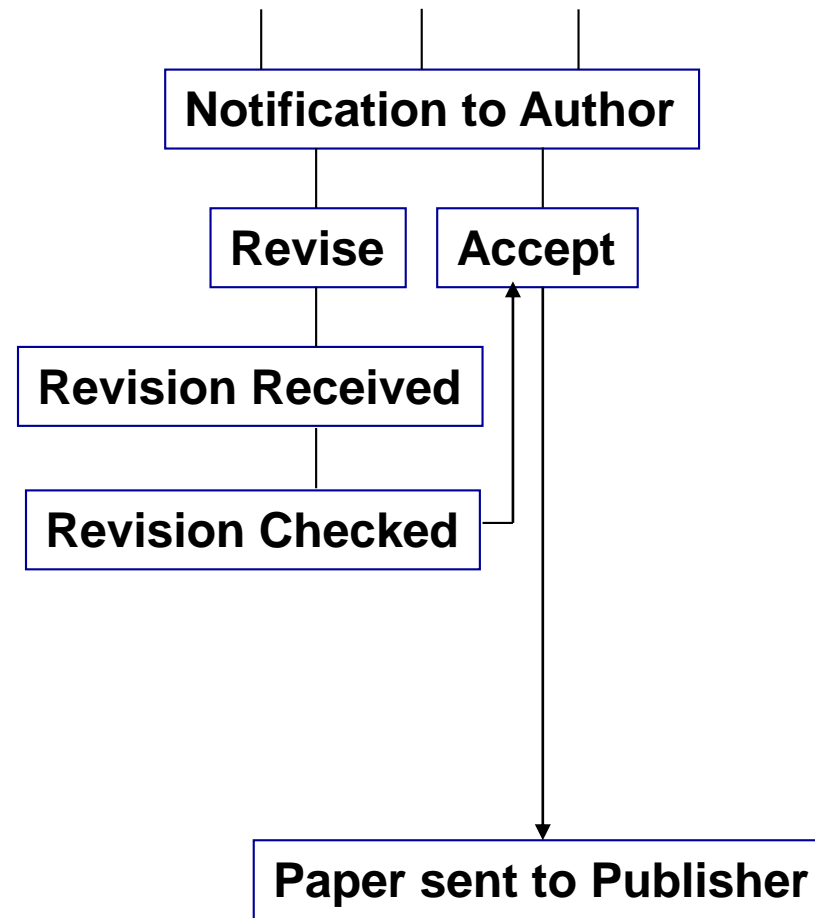 Notification to Author
Revise
Accept
Revision Received
Revision Checked
Paper sent to Publisher